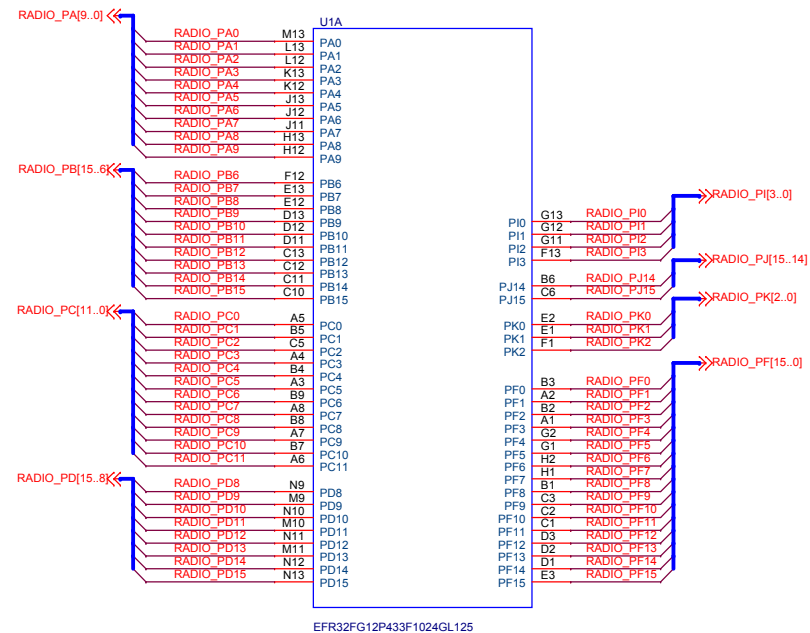 U1A
RADIO_PA[9..0]
RADIO_PA0 M13 PA0
RADIO_PA1 L13 PA1
RADIO_PA2 L12 PA2
RADIO_PA3 K13 PA3
RADIO_PA4 K12 PA4
RADIO_PA5 J13 PA5
RADIO_PA6 J12 PA6
RADIO_PA7 J11 PA7
RADIO_PA8 H13 PA8
RADIO_PA9 H12 PA9
RADIO_PB[15..6]
RADIO_PB6 F12 PB6
RADIO_PB7 E13 PB7
RADIO_PB8 E12 PB8
RADIO_PB9 D13 PB9
RADIO_PB10 D12 PB10
RADIO_PB11 D11 PB11
RADIO_PB12 C13 PB12
RADIO_PB13 C12 PB13
RADIO_PB14 C11 PB14
RADIO_PB15 C10 PB15
RADIO_PC[11..0]
RADIO_PC0 A5 PC0
RADIO_PC1 B5 PC1
RADIO_PC2 C5 PC2
RADIO_PC3 A4 PC3
RADIO_PC4 B4 PC4
RADIO_PC5 A3 PC5
RADIO_PC6 B9 PC6
RADIO_PC7 A8 PC7
RADIO_PC8 B8 PC8
RADIO_PC9 A7 PC9
RADIO_PC10 B7 PC10
RADIO_PC11 A6 PC11
RADIO_PD[15..8]
RADIO_PD8 N9 PD8
RADIO_PD9 M9 PD9
RADIO_PD10 N10 PD10
RADIO_PD11 M10 PD11
RADIO_PD12 N11 PD12
RADIO_PD13 M11 PD13
RADIO_PD14 N12 PD14
RADIO_PD15 N13 PD15
RADIO_PI[3..0]
PI0 G13 RADIO_PI0
PI1 G12 RADIO_PI1
PI2 G11 RADIO_PI2
PI3 F13 RADIO_PI3
RADIO_PJ[15..14]
PJ14 B6 RADIO_PJ14
PJ15 C6 RADIO_PJ15
RADIO_PK[2..0]
PK0 E2 RADIO_PK0
PK1 E1 RADIO_PK1
PK2 F1 RADIO_PK2
RADIO_PF[15..0]
PF0 B3 RADIO_PF0
PF1 A2 RADIO_PF1
PF2 B2 RADIO_PF2
PF3 A1 RADIO_PF3
PF4 G2 RADIO_PF4
PF5 G1 RADIO_PF5
PF6 H2 RADIO_PF6
PF7 H1 RADIO_PF7
PF8 B1 RADIO_PF8
PF9 C3 RADIO_PF9
PF10 C2 RADIO_PF10
PF11 C1 RADIO_PF11
PF12 D3 RADIO_PF12
PF13 D2 RADIO_PF13
PF14 D1 RADIO_PF14
PF15 E3 RADIO_PF15
EFR32FG12P433F1024GL125